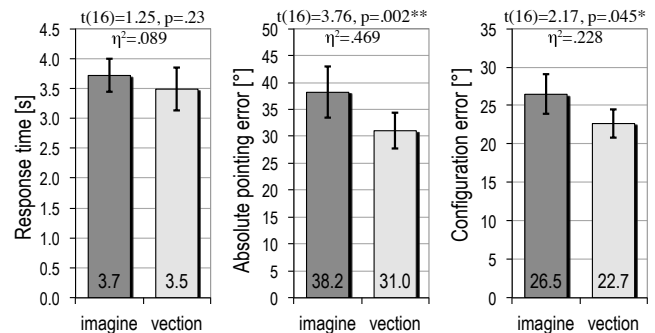 t(16)=1.25, p=.23
η²=.089
Response time [s]
4.5
4.0
3.5
3.0
2.5
2.0
1.5
1.0
0.5
0.0
3.7
3.5
imagine
vection
t(16)=3.76, p=.002**
η²=.469
Absolute pointing error [°]
50
45
40
35
30
25
20
15
10
5
0
38.2
31.0
imagine
vection
t(16)=2.17, p=.045*
η²=.228
Configuration error [°]
35
30
25
20
15
10
5
0
26.5
22.7
imagine
vection